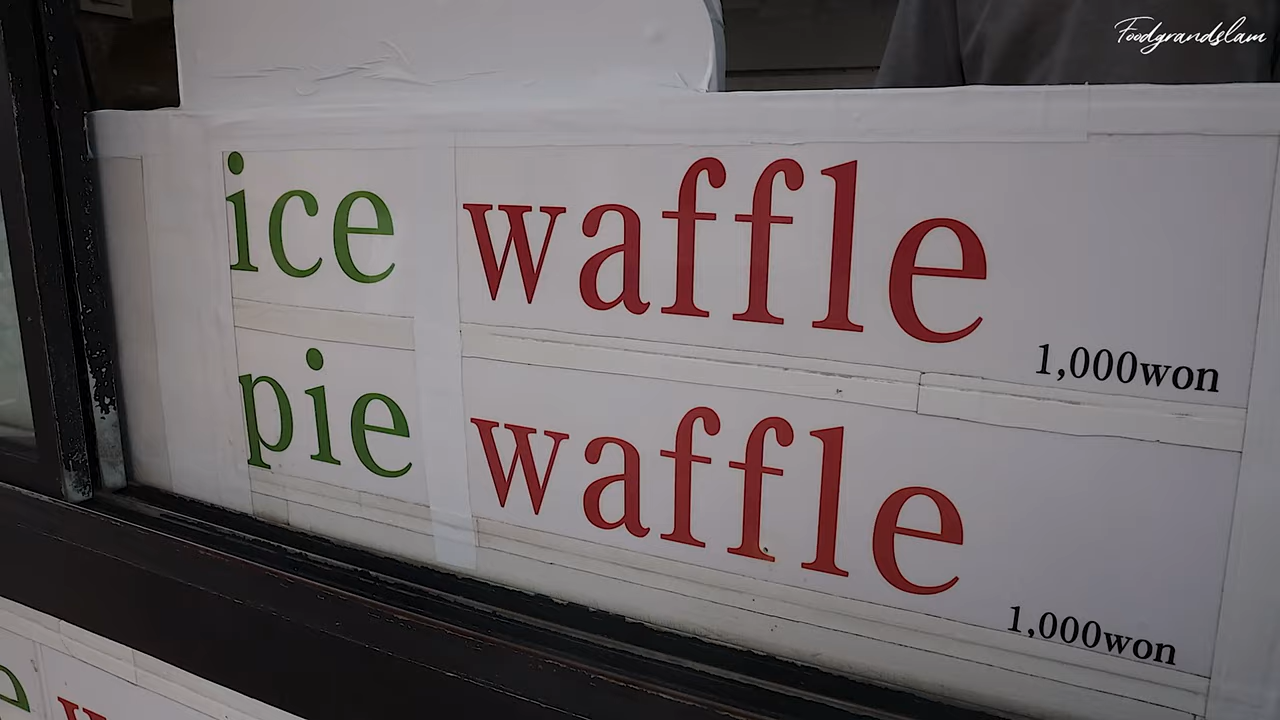 Foodgrandslam
ice waffle
1,000won
pie waffle
1,000won